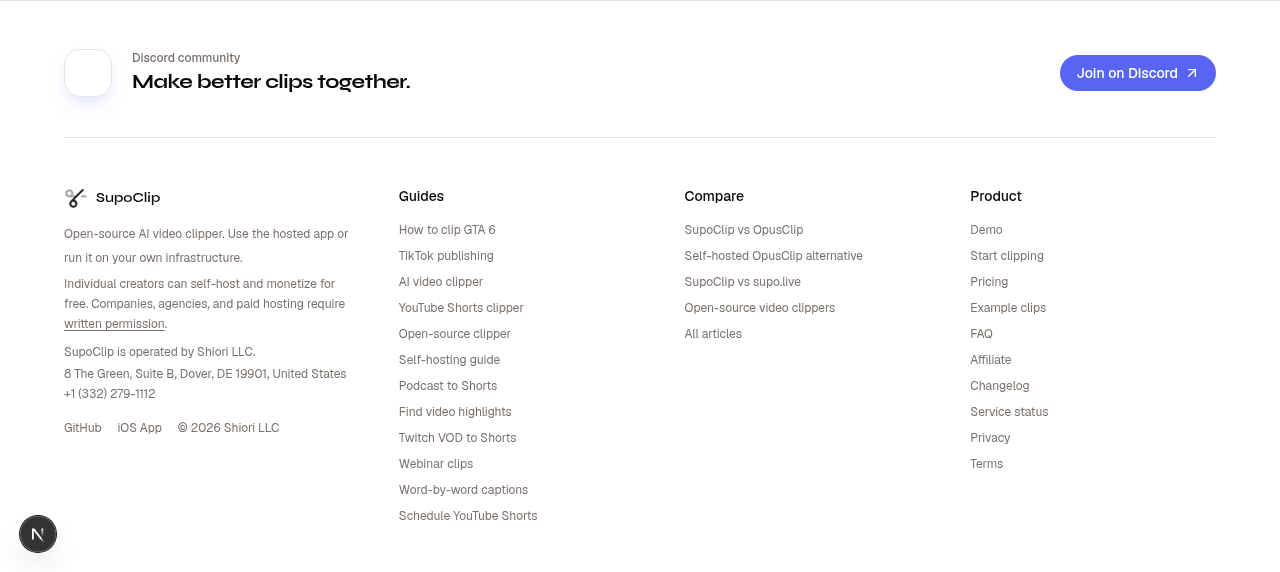 Discord community
Make better clips together.
Join on Discord
SupoClip
Open-source AI video clipper. Use the hosted app or
run it on your own infrastructure.
Individual creators can self-host and monetize for
free. Companies, agencies, and paid hosting require
written permission.
SupoClip is operated by Shiori LLC.
8 The Green, Suite B, Dover, DE 19901, United States
+1 (332) 279-1112
GitHub iOS App © 2026 Shiori LLC
Guides
How to clip GTA 6
TikTok publishing
AI video clipper
YouTube Shorts clipper
Open-source clipper
Self-hosting guide
Podcast to Shorts
Find video highlights
Twitch VOD to Shorts
Webinar clips
Word-by-word captions
Schedule YouTube Shorts
Compare
SupoClip vs OpusClip
Self-hosted OpusClip alternative
SupoClip vs supo.live
Open-source video clippers
All articles
Product
Demo
Start clipping
Pricing
Example clips
FAQ
Affiliate
Changelog
Service status
Privacy
Terms
N